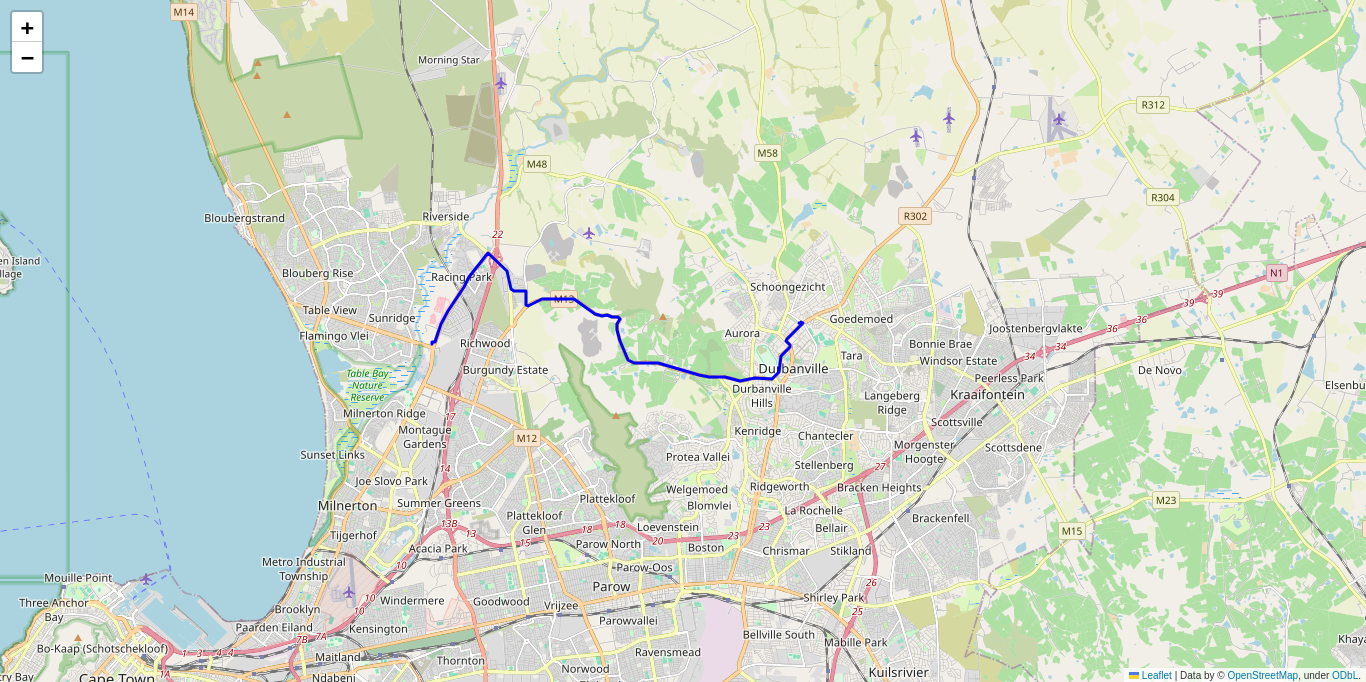 M14
+
−
Morning Star
R312
M58
M48
R304
Riverside
R302
Bloubergstrand
22
en Island
llage
Blouberg Rise
Racing Park
N1
Schoongezicht
39
39
M13
Table View
Sunridge
Goedemoed
36
Joostenbergvlakte
36
Flamingo Vlei
Aurora
Richwood
Bonnie Brae
34
34
Tara
Windsor Estate
Burgundy Estate
Durbanville
De Novo
Table Bay
Nature
Reserve
Peerless Park
Elsenbu
Durbanville
Hills
Langeberg
Ridge
Kraaifontein
Milnerton Ridge
17
Scottsville
Montague
Gardens
M12
Kenridge
Chantecler
Morgenster
Hoogte
Scottsdene
Sunset Links
Protea Vallei
14
Stellenberg
27
Joe Slovo Park
Welgemoed
Ridgeworth
Bracken Heights
Plattekloof
M23
Milnerton
Summer Greens
Blomvlei
La Rochelle
Plattekloof
Glen
Brackenfell
13B
13
18
18
Loevenstein
23
23
Bellair
M15
Tijgerhof
15
Parow North
20
Boston
Chrismar
Stikland
Acacia Park
Metro Industrial
Township
10
Parow-Oos
Mouille Point
Parow
26
Three Anchor
Bay
10
10
Windermere
Goodwood
Vrijzee
Shirley Park
Brooklyn
25
Paarden Eiland
Kensington
Parowvallei
7B
7A
Bellville South
Mabille Park
Khaya
Bo-Kaap (Schotschekloof)
1
3
4
4
Maitland
Thornton
Ravensmead
Norwood
Kuilsrivier
try Bay
Cape Town
Ndabeni
Leaflet | Data by © OpenStreetMap, under ODbL.